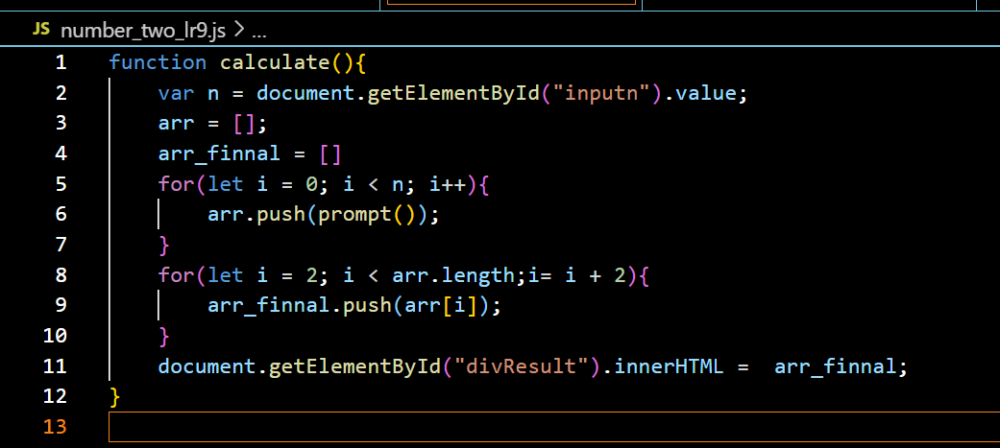 JS number_two_lr9.js > ...
1 function calculate(){
2 var n = document.getElementById("inputn").value;
3 arr = [];
4 arr_finnal = []
5 for(let i = 0; i < n; i++){
6 arr.push(prompt());
7 }
8 for(let i = 2; i < arr.length;i= i + 2){
9 arr_finnal.push(arr[i]);
10 }
11 document.getElementById("divResult").innerHTML =  arr_finnal;
12 }
13